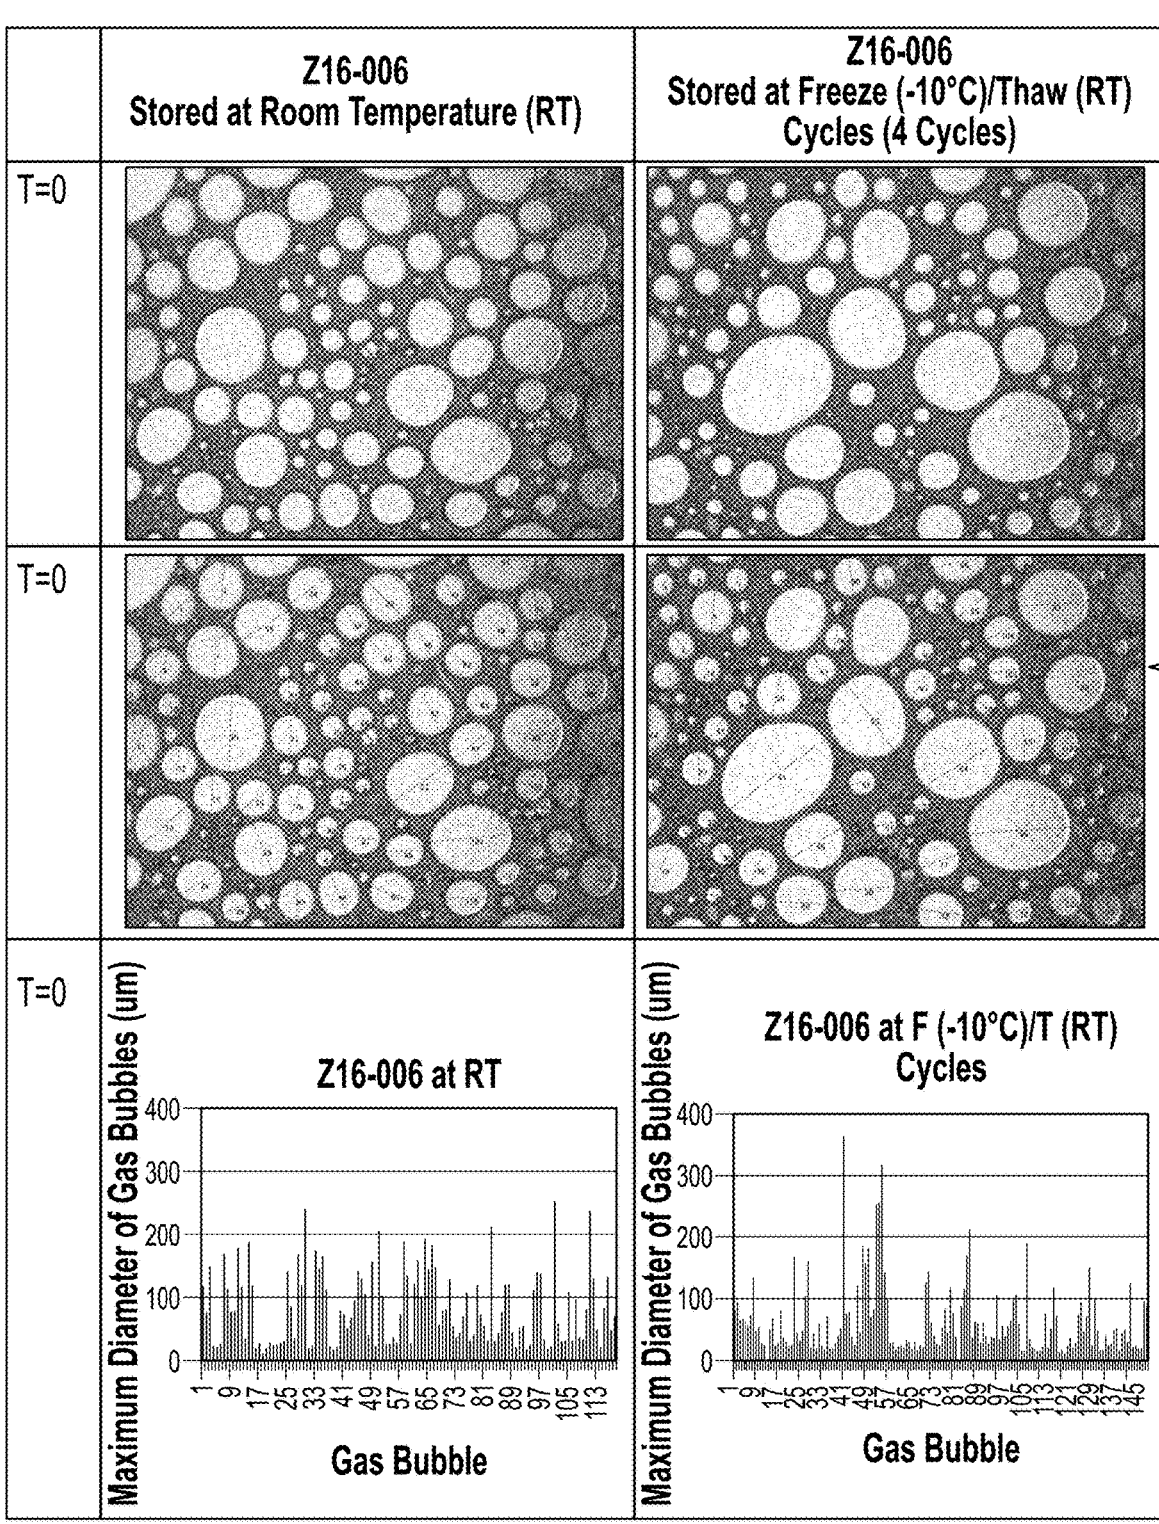 Z16-006
Stored at Room Temperature (RT)
Z16-006
Stored at Freeze (-10°C)/Thaw (RT)
Cycles (4 Cycles)
T=0
T=0
T=0
Maximum Diameter of Gas Bubbles (um)
Z16-006 at RT
400
300
200
100
0
1 9 17 25 33 41 49 57 65 73 81 89 97 105 113
Gas Bubble
Maximum Diameter of Gas Bubbles (um)
Z16-006 at F (-10°C)/T (RT)
Cycles
400
300
200
100
0
1 9 17 25 33 41 49 57 65 73 81 89 97 105 113 121 129 137 145
Gas Bubble